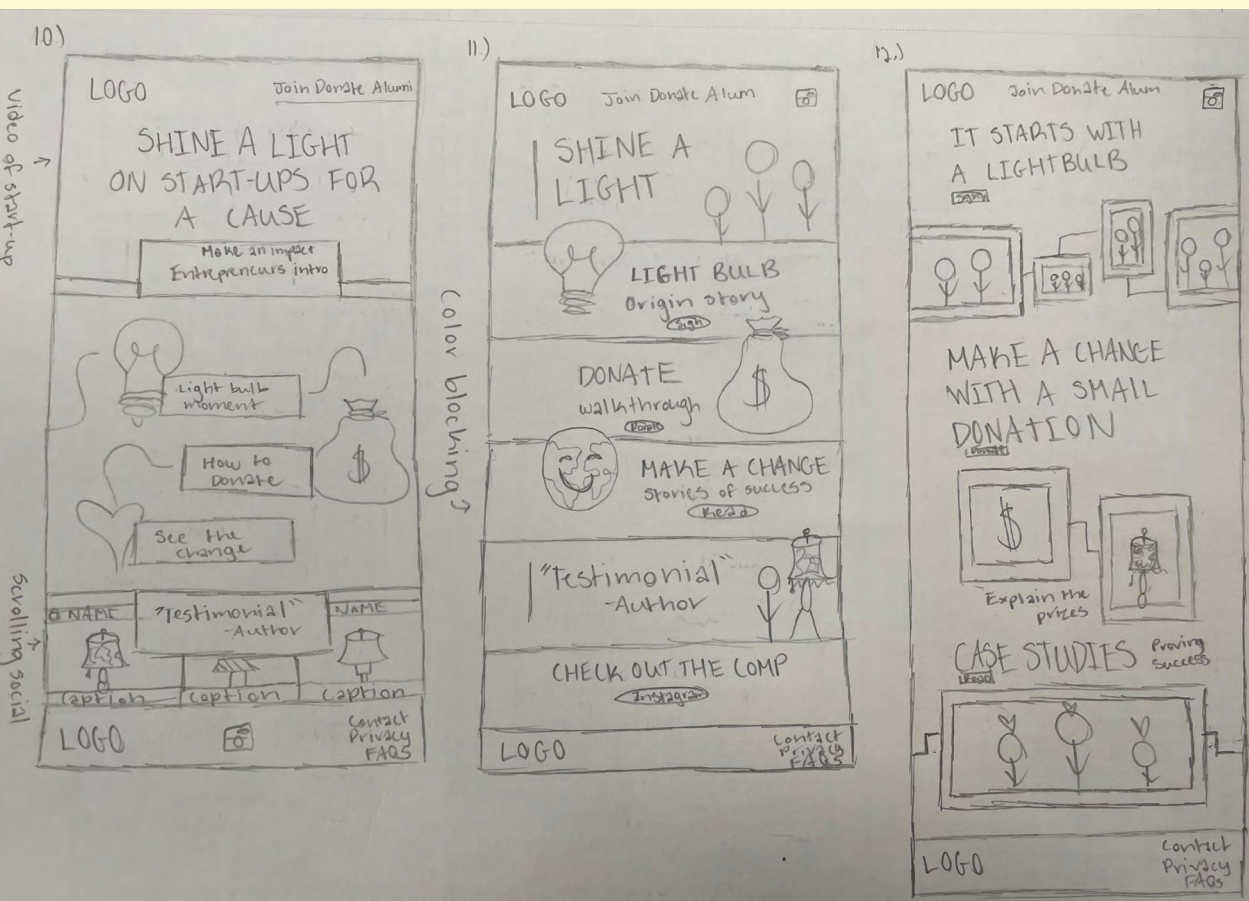 10.)
Video of start-up
LOGO
Join Donate Alumni
SHINE A LIGHT
ON START-UPS FOR
A CAUSE
Make an impact
Entrepreneurs intro
Light bulb
moment
How to
Donate
$
See the
change
Scrolling social
NAME
"Testimonial"
-Author
NAME
Caption
Caption
Caption
LOGO
Contact
Privacy
FAQS
11.)
Color blocking
LOGO
Join Donate Alum
SHINE A
LIGHT
LIGHT BULB
Origin story
Sign
DONATE
walkthrough
Donate
$
MAKE A CHANGE
Stories of success
Read
"Testimonial"
-Author
CHECK OUT THE COMP
Instagram
LOGO
Contact
Privacy
FAQS
12.)
LOGO
Join Donate Alum
IT STARTS WITH
A LIGHTBULB
MAKE A CHANGE
WITH A SMALL
DONATION
Donate
$
Explain the
prizes
CASE STUDIES
Proving
success
Read
LOGO
Contact
Privacy
FAQs